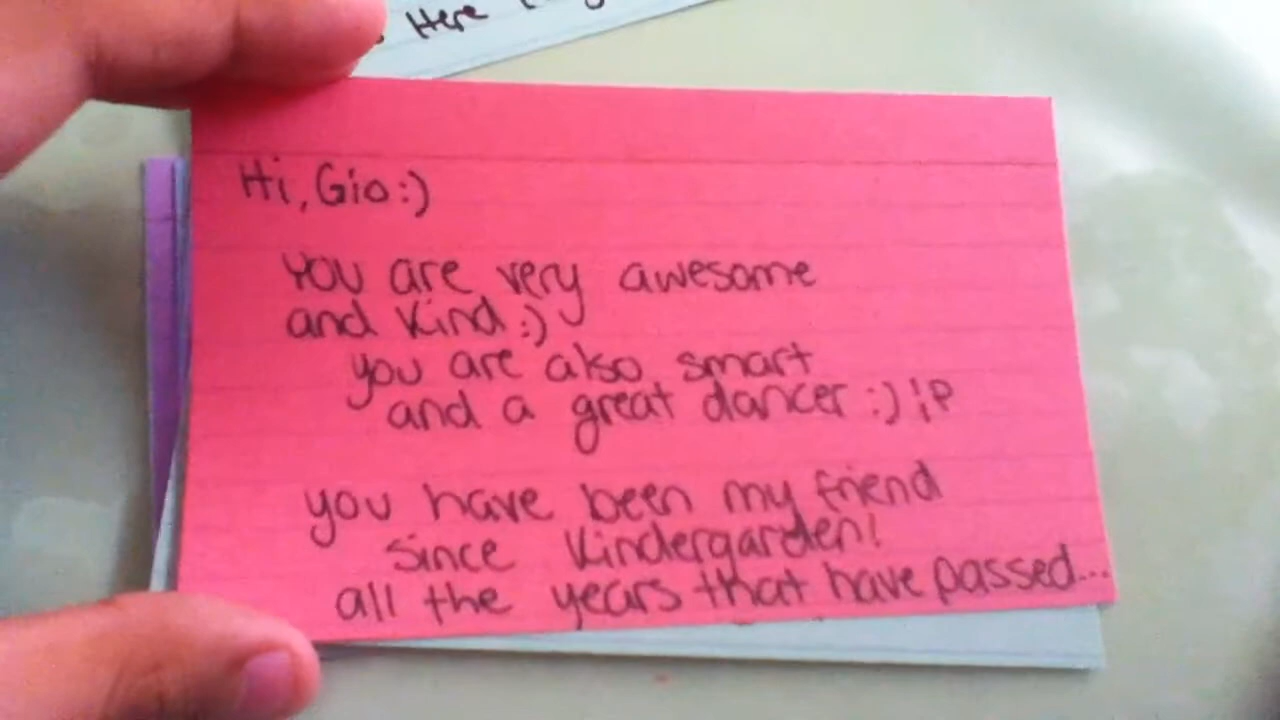 Here
Hi, Gio :)
You are very awesome
and kind :)
you are also smart
and a great dancer :) ;P
you have been my friend
since kindergarden!
all the years that have passed...